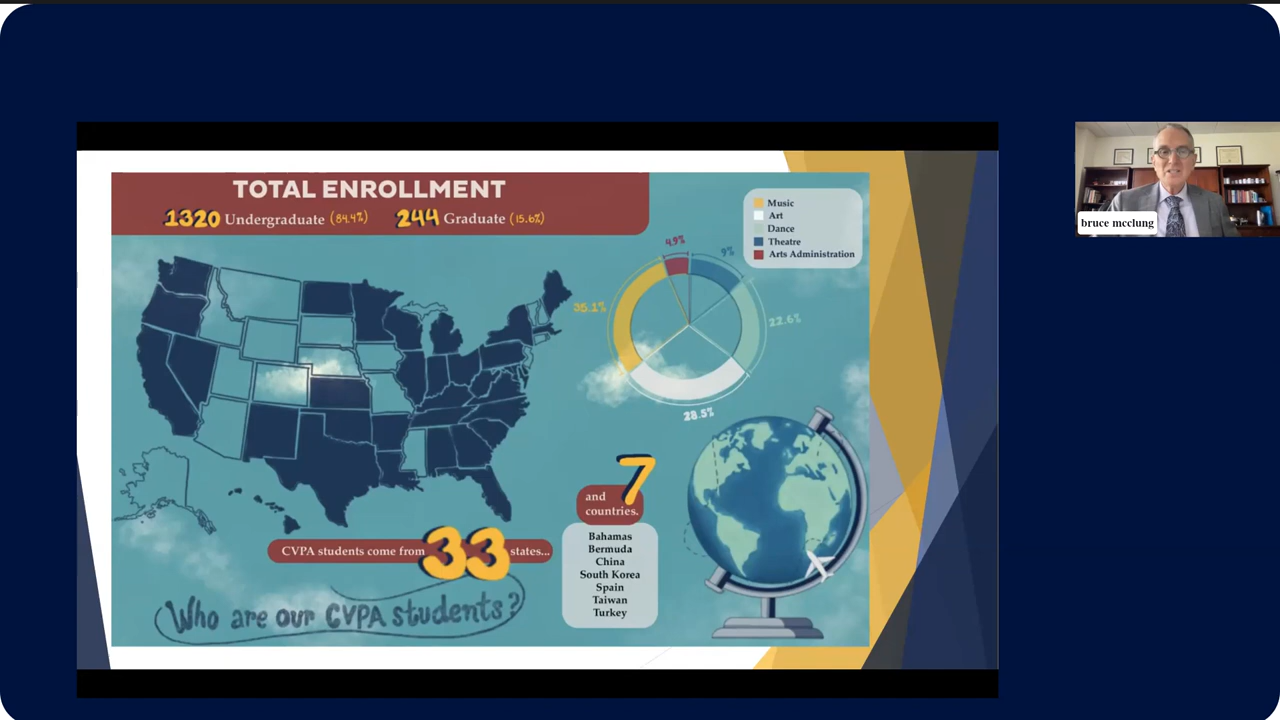 TOTAL ENROLLMENT
1320 Undergraduate (84.4%) 244 Graduate (15.6%)
Music
Art
Dance
Theatre
Arts Administration
4.9%
9%
35.1%
22.6%
28.5%
and 7
countries.
Bahamas
Bermuda
China
South Korea
Spain
Taiwan
Turkey
CVPA students come from 33 states...
Who are our CVPA students?
bruce mcclung